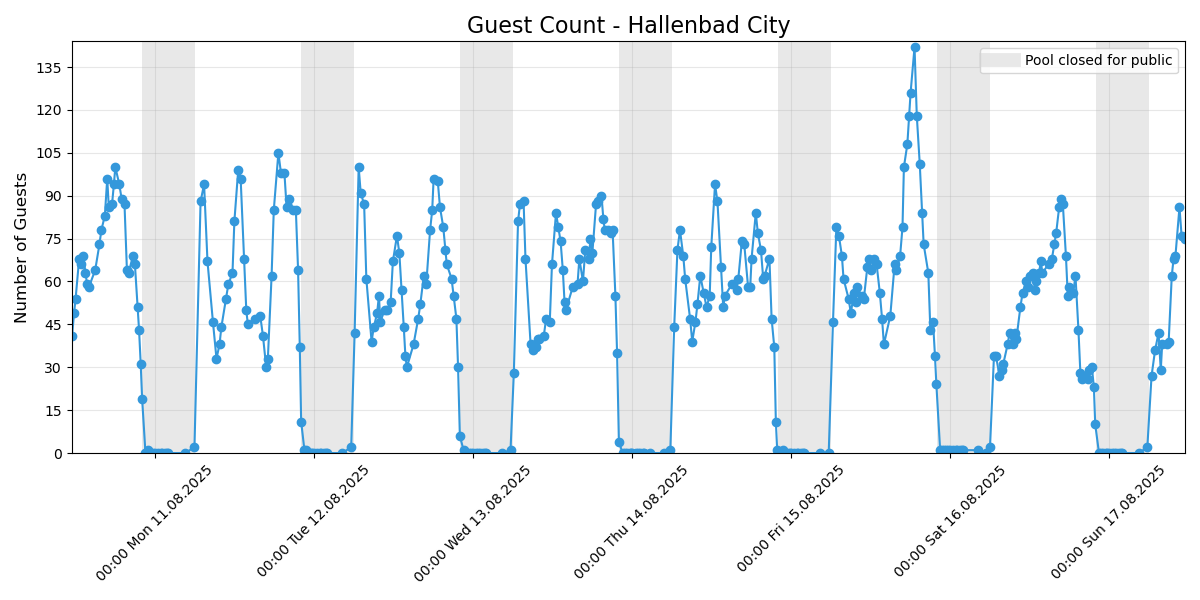 Guest Count - Hallenbad City
Pool closed for public
Number of Guests
135
120
105
90
75
60
45
30
15
0
00:00 Mon 11.08.2025
00:00 Tue 12.08.2025
00:00 Wed 13.08.2025
00:00 Thu 14.08.2025
00:00 Fri 15.08.2025
00:00 Sat 16.08.2025
00:00 Sun 17.08.2025